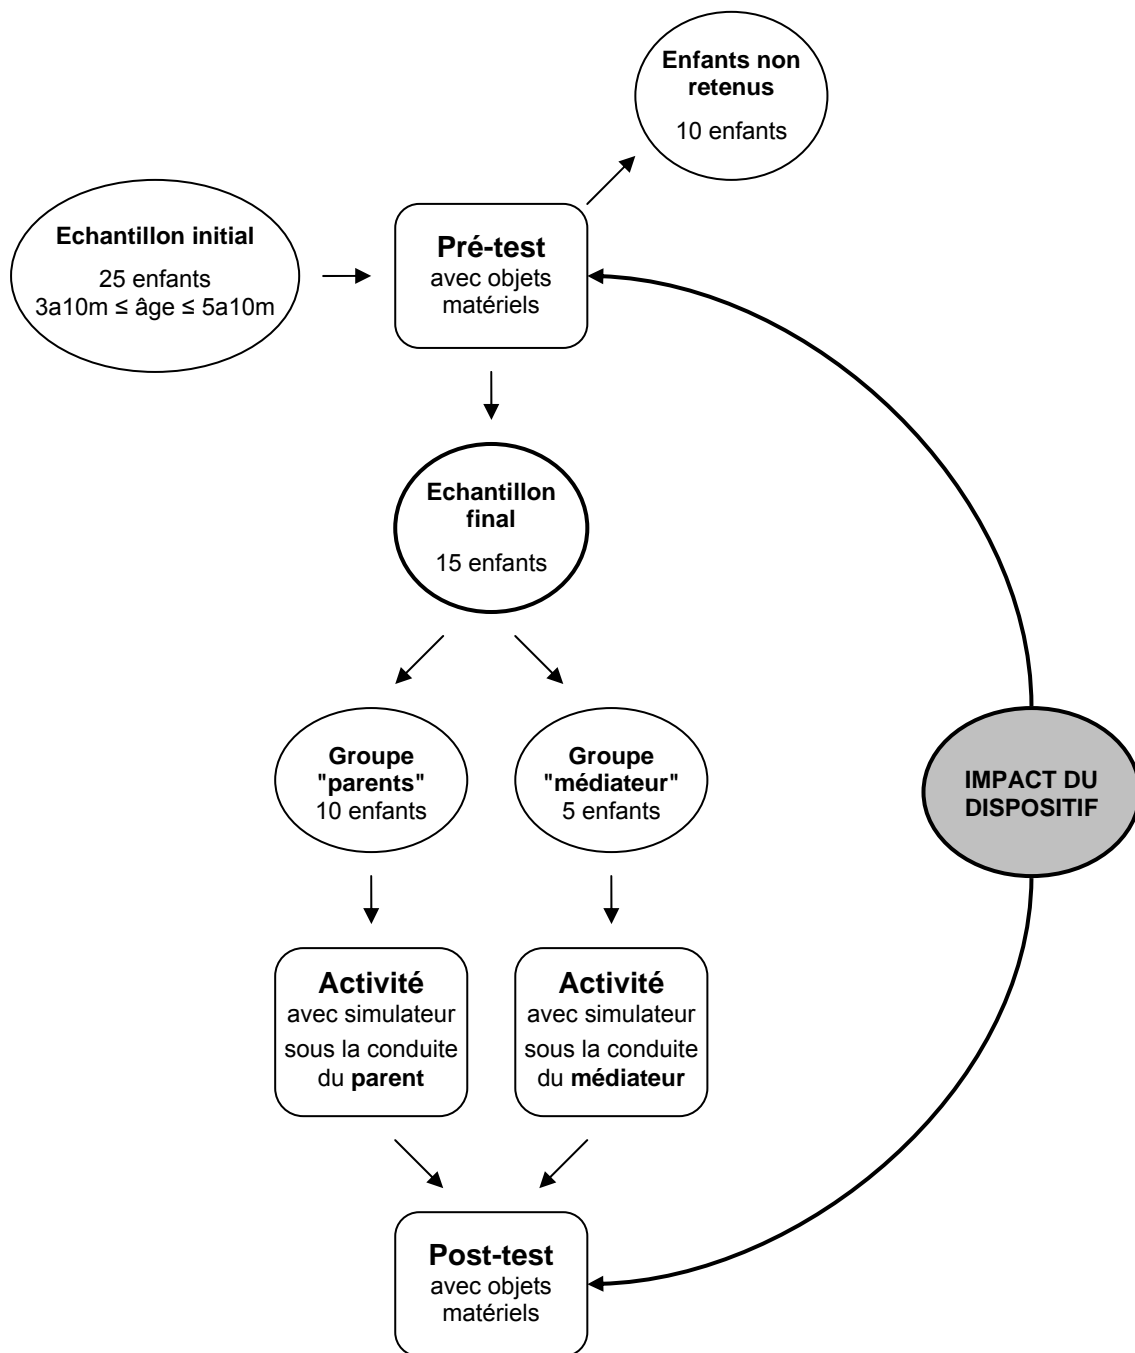 Enfants non
retenus
10 enfants
Echantillon initial
25 enfants
3a10m ≤ âge ≤ 5a10m
Pré-test
avec objets
matériels
Echantillon
final
15 enfants
Groupe
"parents"
10 enfants
Groupe
"médiateur"
5 enfants
IMPACT DU
DISPOSITIF
Activité
avec simulateur
sous la conduite
du parent
Activité
avec simulateur
sous la conduite
du médiateur
Post-test
avec objets
matériels